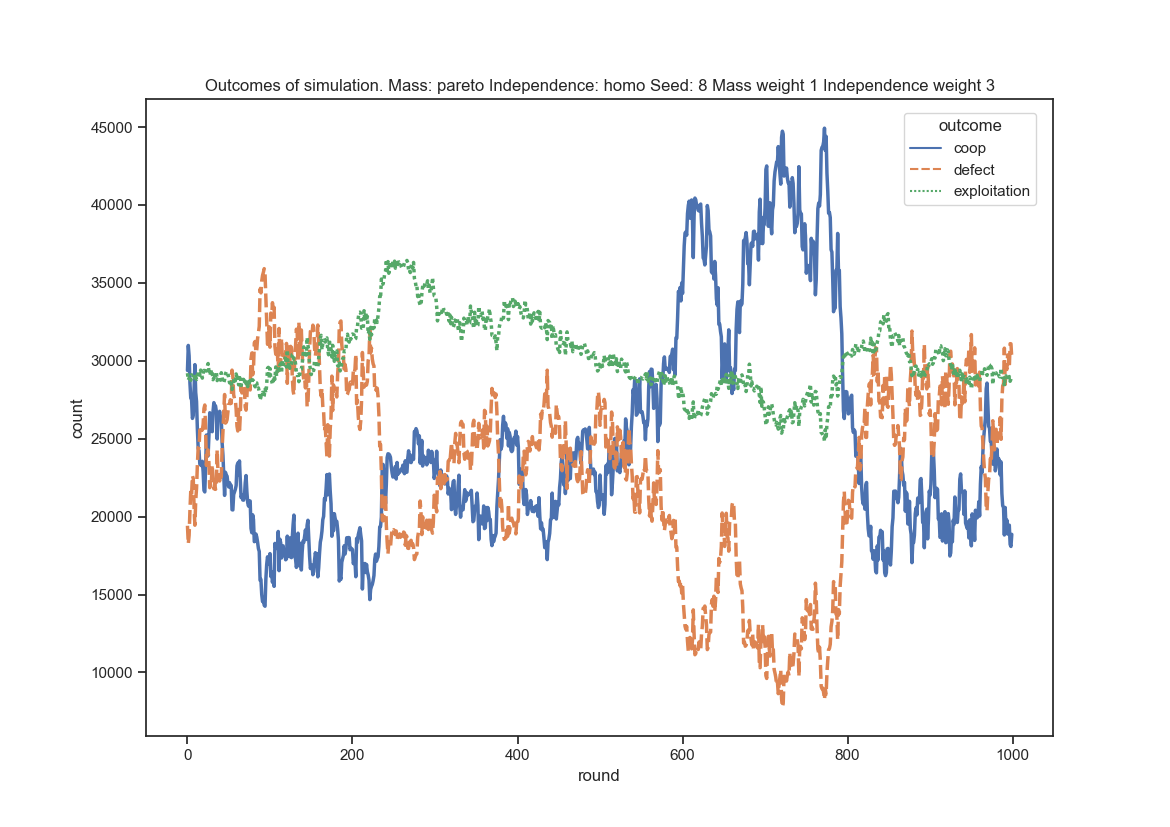 Outcomes of simulation. Mass: pareto Independence: homo Seed: 8 Mass weight 1 Independence weight 3
outcome
coop
defect
exploitation
45000
40000
35000
30000
25000
20000
15000
10000
count
0
200
400
600
800
1000
round